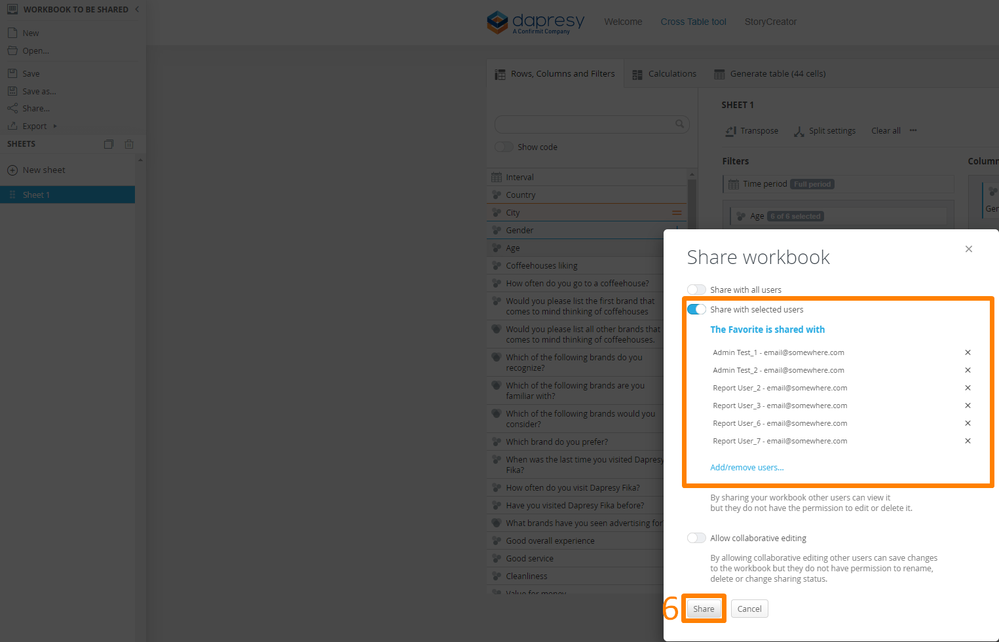 WORKBOOK TO BE SHARED
New
Open...
Save
Save as...
Share...
Export
SHEETS
New sheet
Sheet 1
dapresy
A Confirmit Company
Welcome
Cross Table tool
StoryCreator
Rows, Columns and Filters
Calculations
Generate table (44 cells)
Show code
Interval
Country
City
Gender
Age
Coffeehouses liking
How often do you go to a coffeehouse?
Would you please list the first brand that
comes to mind thinking of coffehouses
Would you please list all other brands that
comes to mind thinking of coffeehouses.
Which of the following brands do you
recognize?
Which of the following brands are you
familiar with?
Which of the following brands would you
consider?
Which brand do you prefer?
When was the last time you visited Dapresy
Fika?
How often do you visit Dapresy Fika?
Have you visited Dapresy Fika before?
What brands have you seen advertising for
Good overall experience
Good service
Cleanliness
Value for money
SHEET 1
Transpose
Split settings
Clear all
Filters
Time period Full period
Age 6 of 6 selected
Column
Gen
Share workbook
Share with all users
Share with selected users
The Favorite is shared with
Admin Test_1 - email@somewhere.com
Admin Test_2 - email@somewhere.com
Report User_2 - email@somewhere.com
Report User_3 - email@somewhere.com
Report User_6 - email@somewhere.com
Report User_7 - email@somewhere.com
Add/remove users...
By sharing your workbook other users can view it
but they do not have the permission to edit or delete it.
Allow collaborative editing
By allowing collaborative editing other users can save changes
to the workbook but they do not have permission to rename,
delete or change sharing status.
6
Share
Cancel